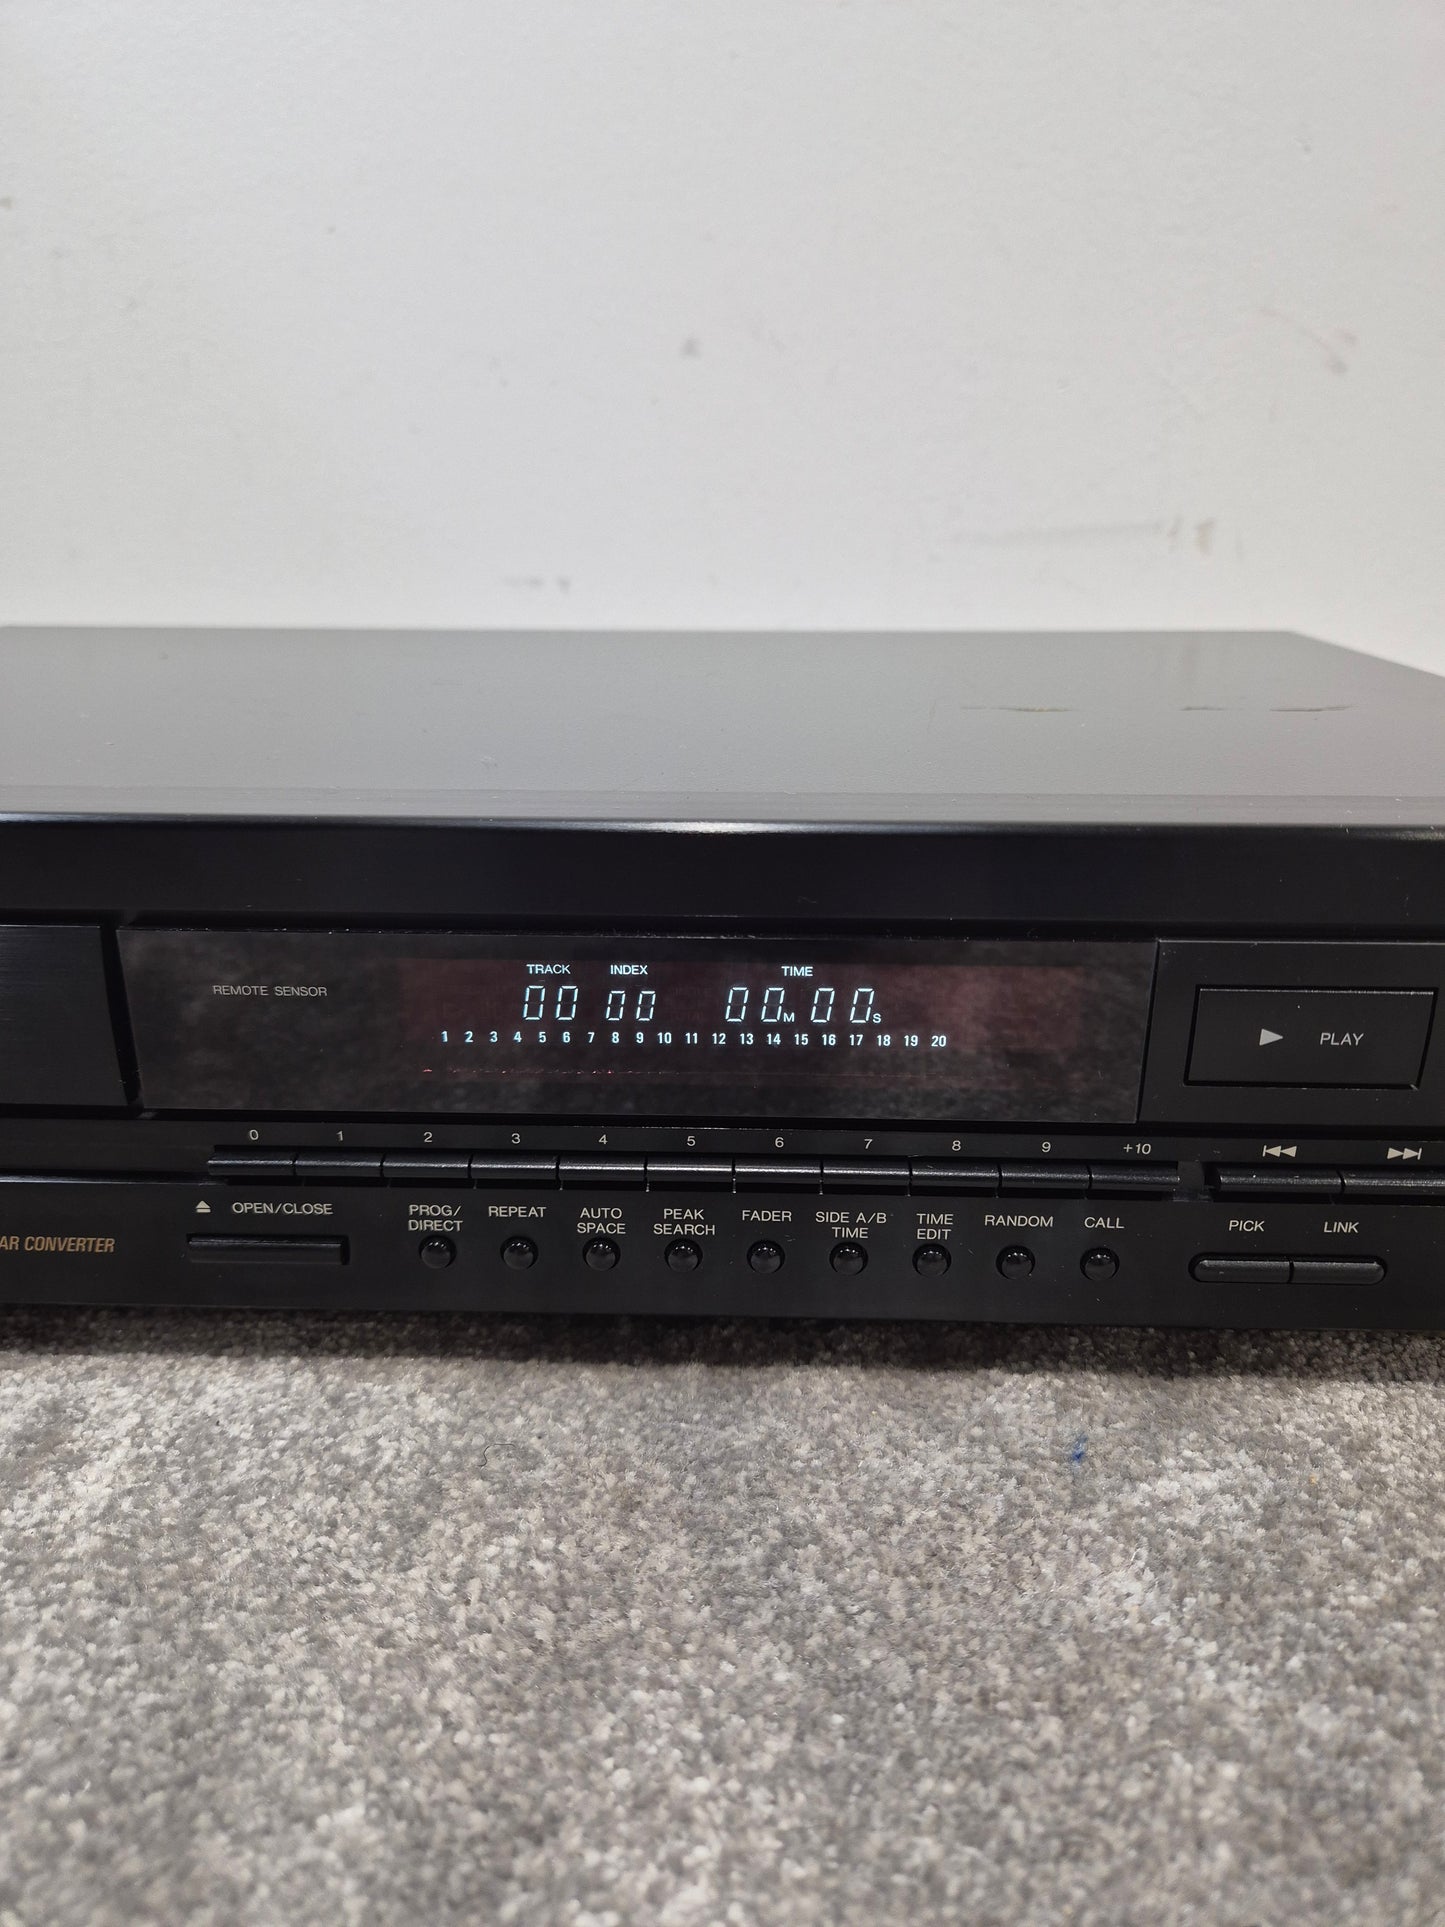 TRACK INDEX TIME
REMOTE SENSOR
00 00 00M 00S
1 2 3 4 5 6 7 8 9 10 11 12 13 14 15 16 17 18 19 20
▶ PLAY
0 1 2 3 4 5 6 7 8 9 +10
⏏ OPEN/CLOSE
PROG/
DIRECT
REPEAT
AUTO
SPACE
PEAK
SEARCH
FADER
SIDE A/B
TIME
TIME
EDIT
RANDOM
CALL
PICK LINK
AR CONVERTER